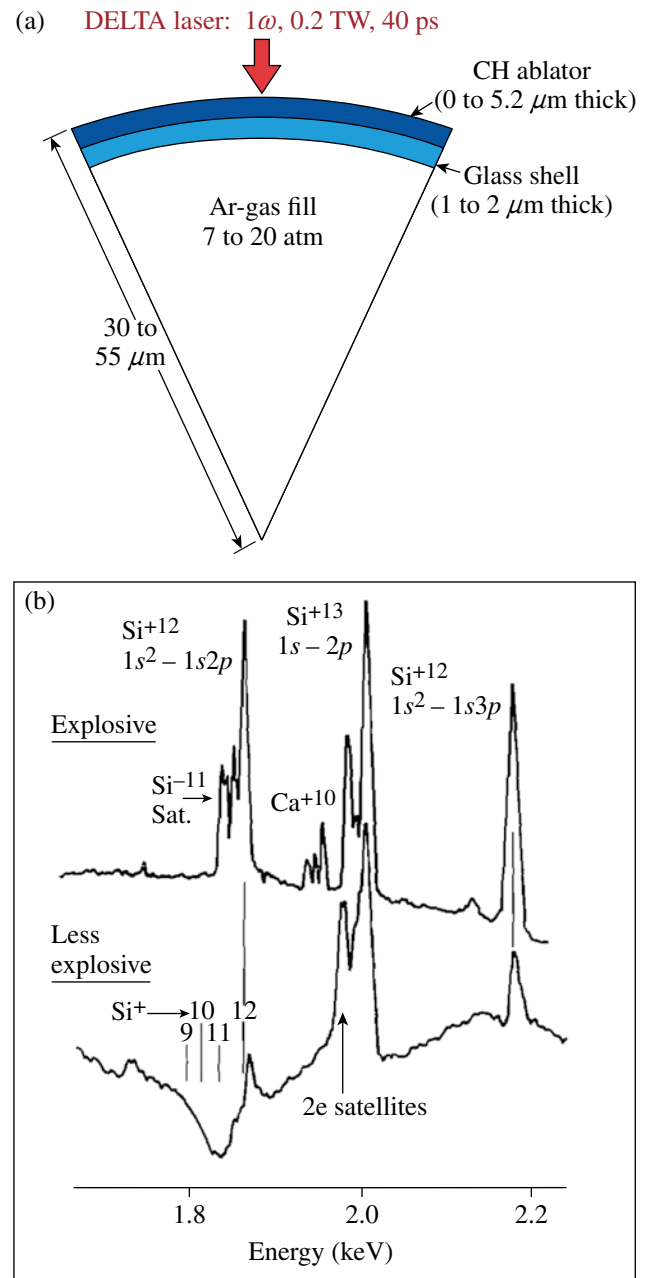 (a) DELTA laser: 1ω, 0.2 TW, 40 ps
CH ablator
(0 to 5.2 μm thick)
Glass shell
(1 to 2 μm thick)
Ar-gas fill
7 to 20 atm
30 to
55 μm
(b)
Si+12
1s2 – 1s2p
Si+13
1s – 2p
Si+12
1s2 – 1s3p
Explosive
Si–11
Sat.
Ca+10
Less
explosive
Si+ 10 12
9 11
2e satellites
1.8 2.0 2.2
Energy (keV)